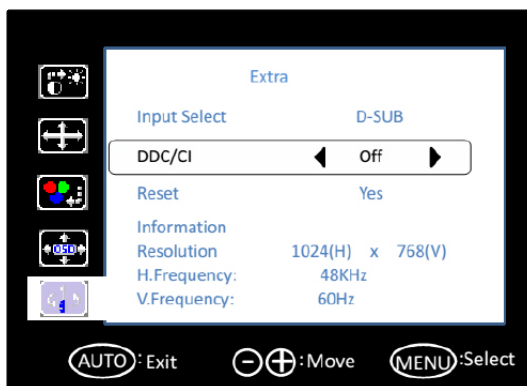 Extra
Input Select D-SUB
DDC/CI Off
Reset Yes
Information
Resolution 1024(H) x 768(V)
H.Frequency: 48KHz
V.Frequency: 60Hz
OSD
AUTO: Exit - +: Move MENU:Select